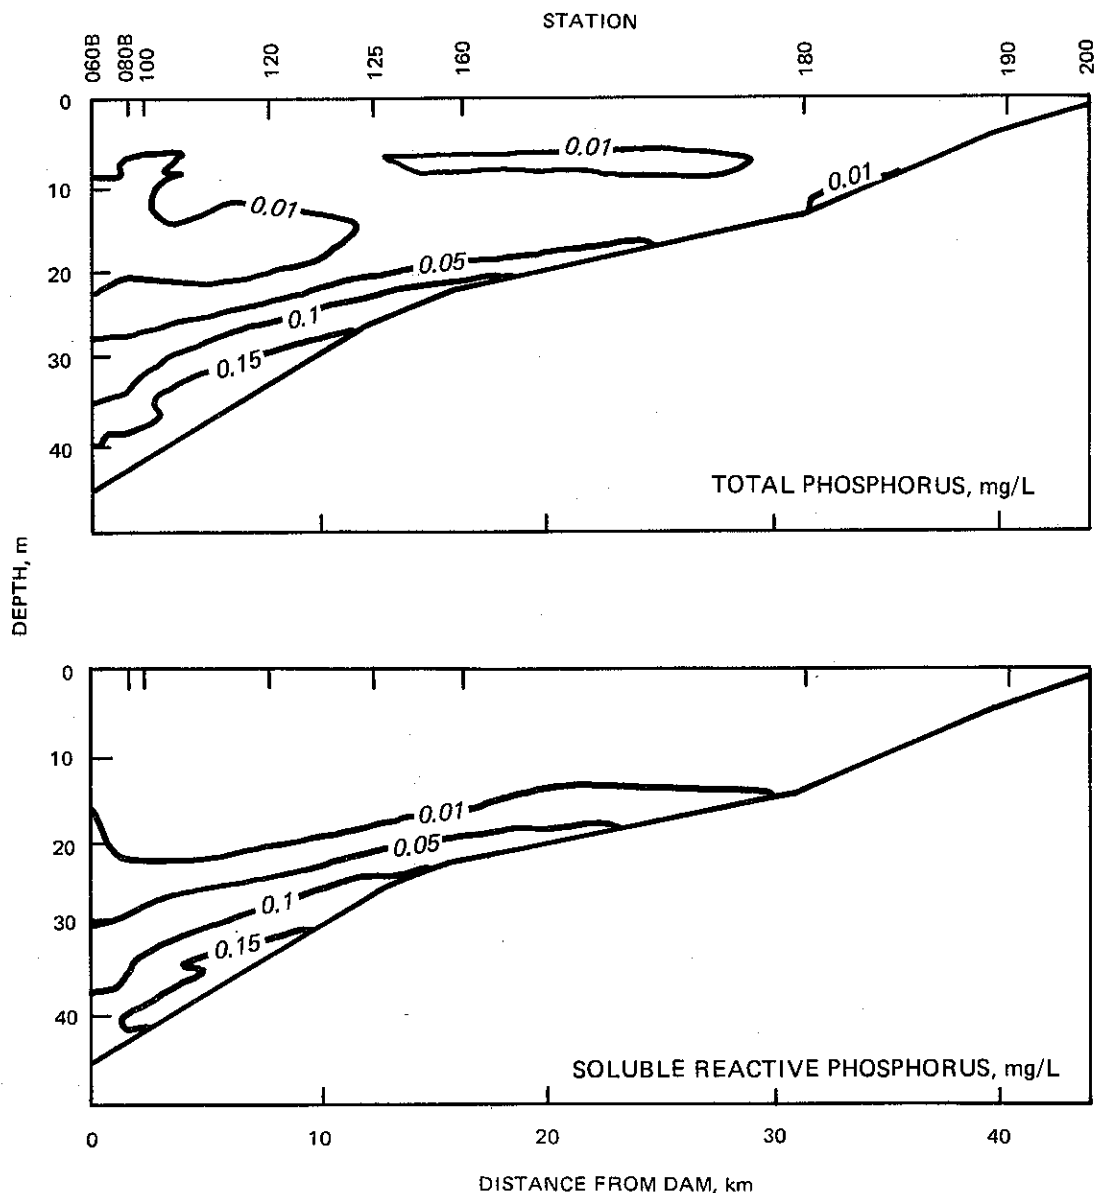 STATION
060B 080B 100 120 125 160 180 190 200
0
10
20
30
40
0.01
0.01
0.01
0.05
0.1
0.15
TOTAL PHOSPHORUS, mg/L
DEPTH, m
0
10
20
30
40
0.01
0.05
0.1
0.15
SOLUBLE REACTIVE PHOSPHORUS, mg/L
0 10 20 30 40
DISTANCE FROM DAM, km